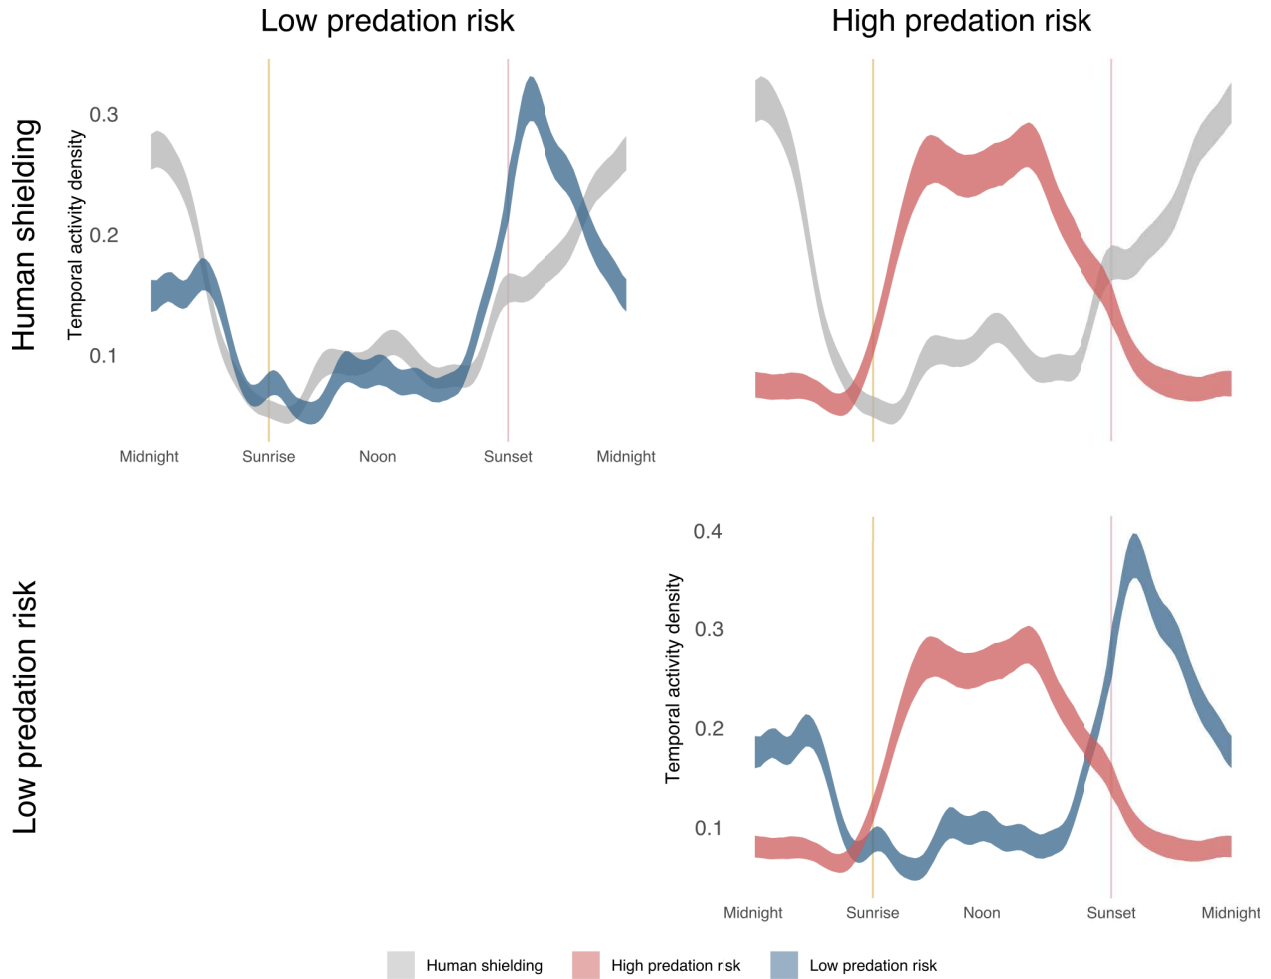 Low predation risk
High predation risk
Human shielding
Temporal activity density
0.3
0.2
0.1
Midnight
Sunrise
Noon
Sunset
Midnight
Low predation risk
Temporal activity density
0.4
0.3
0.2
0.1
Midnight
Sunrise
Noon
Sunset
Midnight
Human shielding
High predation rsk
Low predation risk